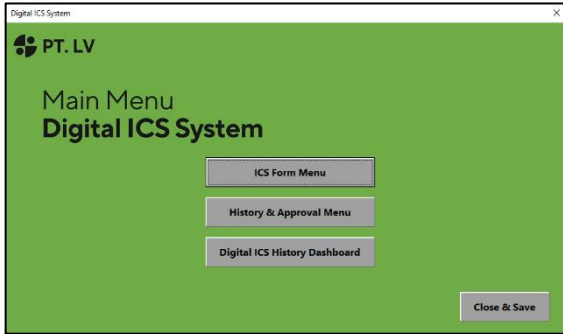 Digital ICS System
PT. LV
Main Menu
Digital ICS System
ICS Form Menu
History & Approval Menu
Digital ICS History Dashboard
Close & Save